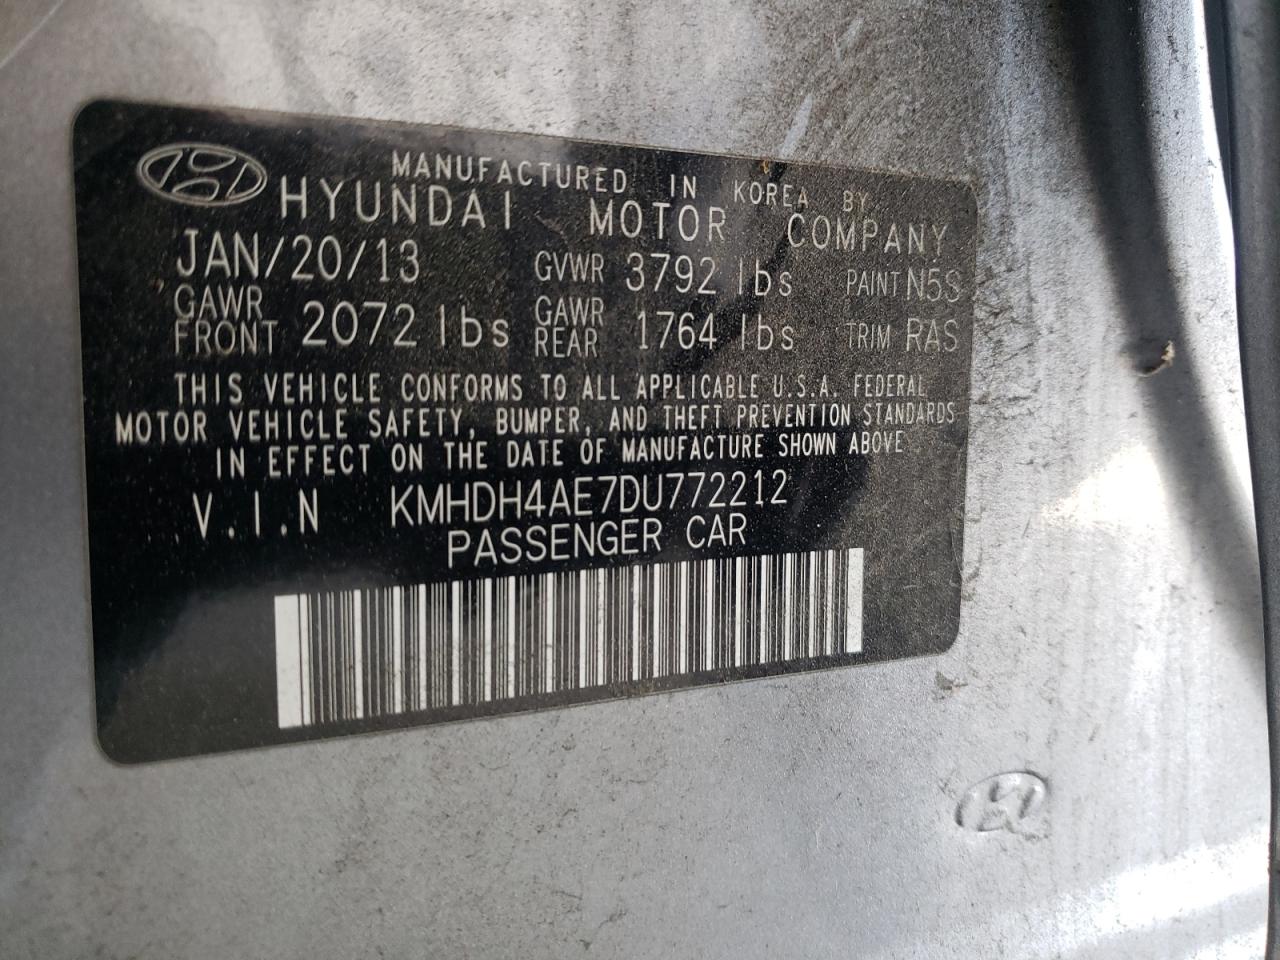 MANUFACTURED IN KOREA BY
HYUNDAI MOTOR COMPANY
JAN/20/13 GVWR 3792 lbs PAINT N5S
GAWR FRONT 2072 lbs GAWR REAR 1764 lbs TRIM RAS
THIS VEHICLE CONFORMS TO ALL APPLICABLE U.S.A. FEDERAL
MOTOR VEHICLE SAFETY, BUMPER, AND THEFT PREVENTION STANDARDS
IN EFFECT ON THE DATE OF MANUFACTURE SHOWN ABOVE
V.I.N KMHDH4AE7DU772212
PASSENGER CAR